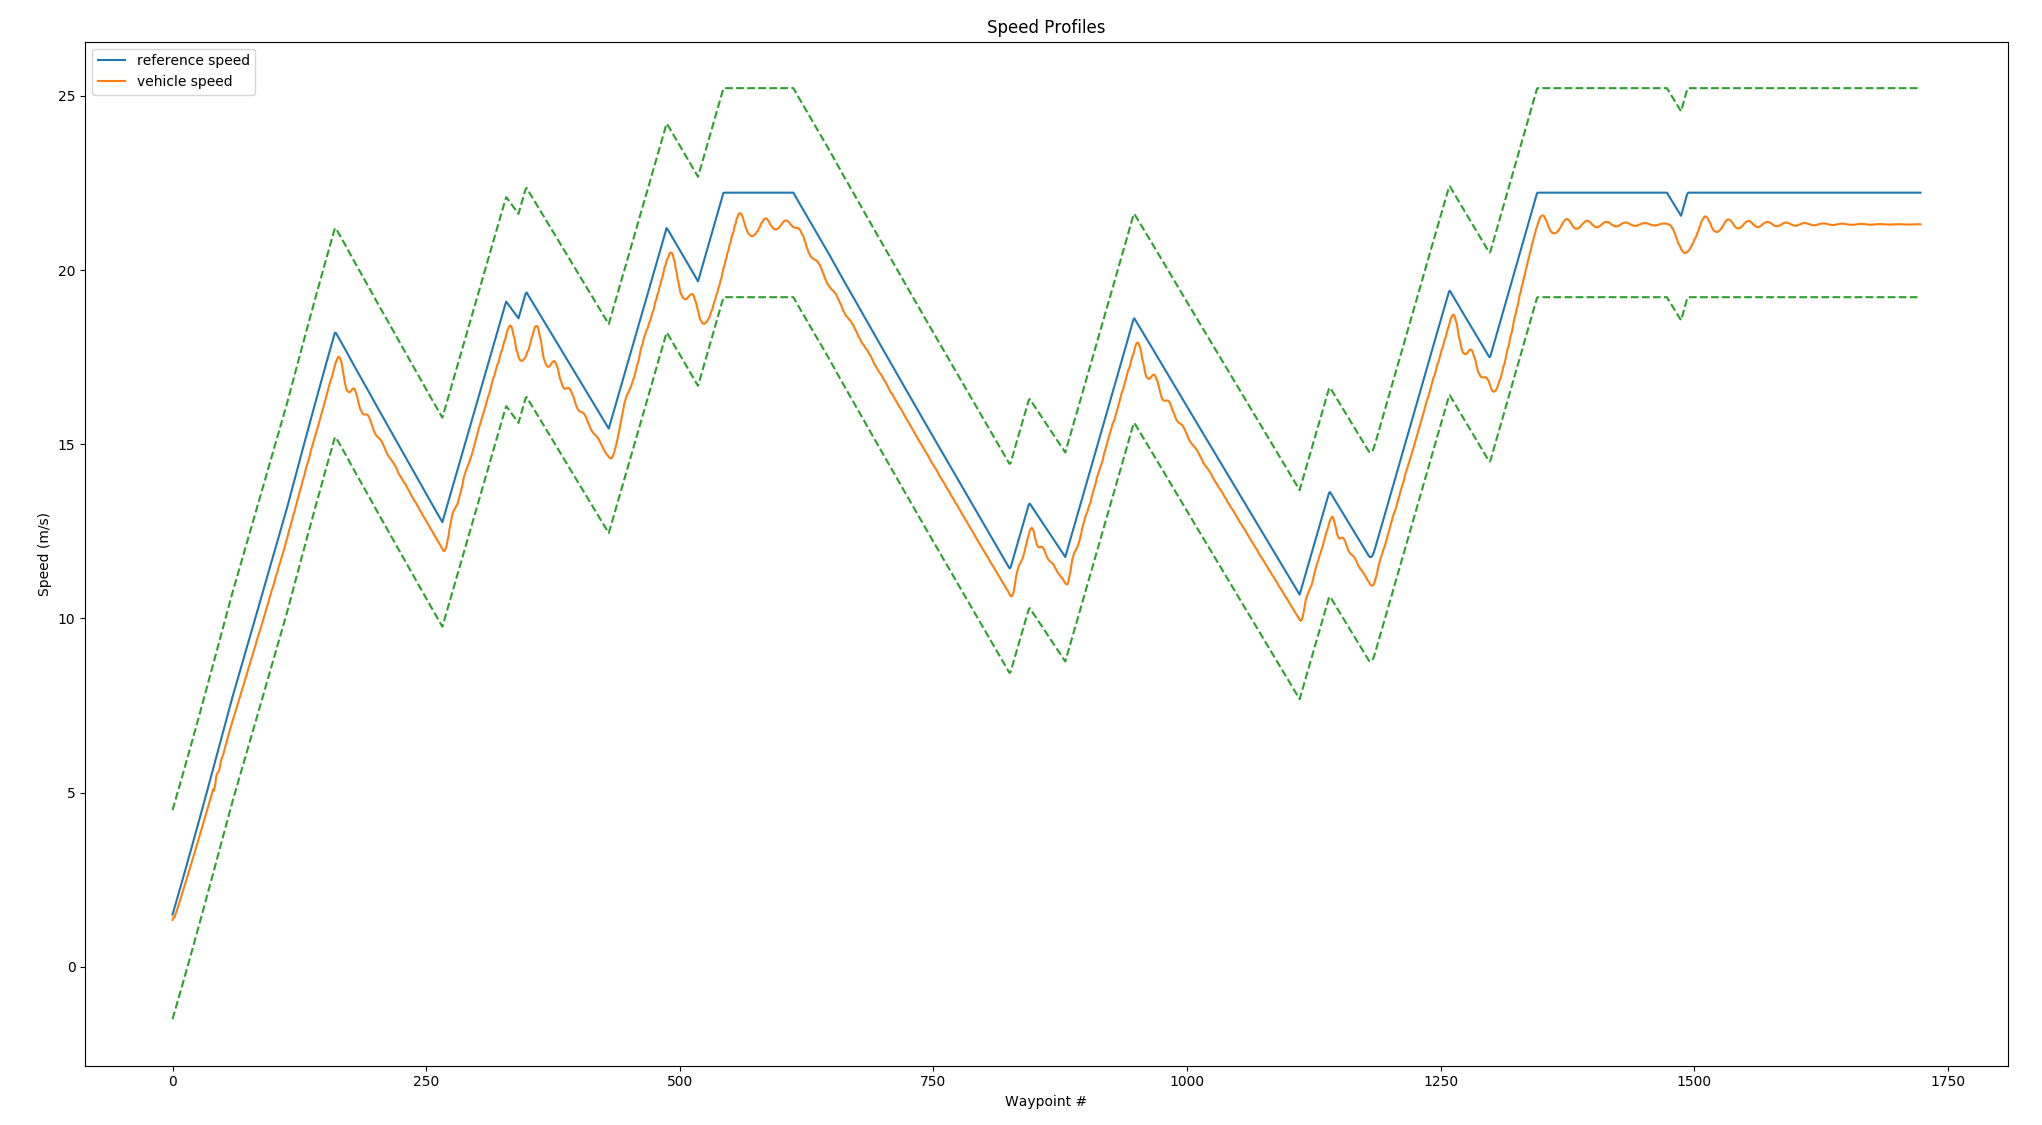 Speed Profiles
reference speed
vehicle speed
25
20
15
10
5
0
Speed (m/s)
0 250 500 750 1000 1250 1500 1750
Waypoint #